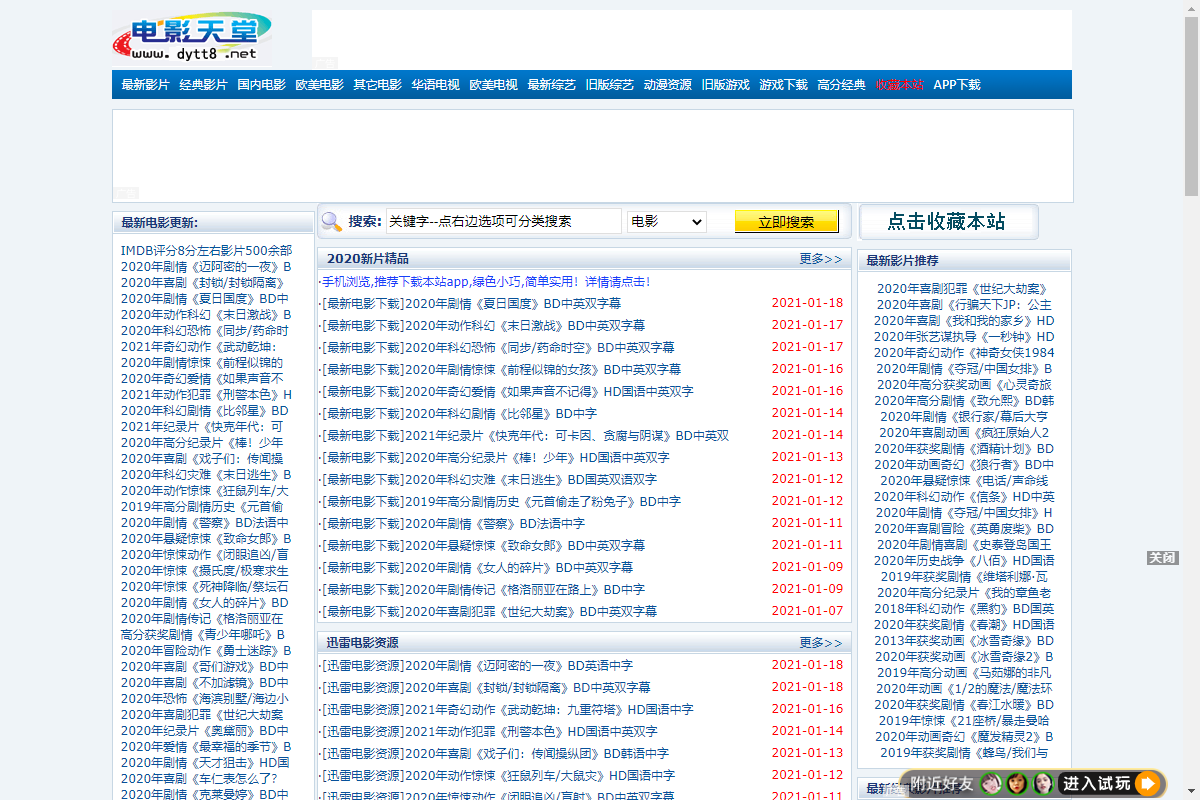 电影天堂
www.dytt8.net
最新影片 经典影片 国内电影 欧美电影 其它电影 华语电视 欧美电视 最新综艺 旧版综艺 动漫资源 旧版游戏 游戏下载 高分经典 收藏本站 APP下载
最新电影更新:
IMDB评分8分左右影片500余部
2020年剧情《迈阿密的一夜》B
2020年喜剧《封锁/封锁隔离》
2020年剧情《夏日国度》BD中
2020年动作科幻《末日激战》B
2020年科幻恐怖《同步/药命时
2021年奇幻动作《武动乾坤:
2020年剧情惊悚《前程似锦的
2020年奇幻爱情《如果声音不
2021年动作犯罪《刑警本色》H
2020年科幻剧情《比邻星》BD
2021年纪录片《快克年代：可
2020年高分纪录片《棒！少年
2020年喜剧《戏子们：传闻操
2020年科幻灾难《末日逃生》B
2020年动作惊悚《狂鼠列车/大
2019年高分剧情历史《元首偷
2020年剧情《警察》BD法语中
2020年悬疑惊悚《致命女郎》B
2020年惊悚动作《闭眼追凶/盲
2020年惊悚《摄氏度/极寒求生
2020年惊悚《死神降临/祭坛石
2020年剧情《女人的碎片》BD
2020年剧情传记《格洛丽亚在
高分获奖剧情《青少年哪吒》B
2020年冒险动作《勇士迷踪》B
2020年喜剧《哥们游戏》BD中
2020年喜剧《不加滤镜》BD中
2020年恐怖《海滨别墅/海边小
2020年喜剧犯罪《世纪大劫案
2020年纪录片《奥黛丽》BD中
2020年爱情《最幸福的季节》B
2020年剧情《天才狙击》HD国
2020年喜剧《车仁表怎么了?
2020年剧情《克莱曼婷》BD中
搜索: 关键字--点右边选项可分类搜索 电影 立即搜索
2020新片精品 更多>>
·手机浏览,推荐下载本站app,绿色小巧,简单实用！详情请点击!
·[最新电影下载]2020年剧情《夏日国度》BD中英双字幕 2021-01-18
·[最新电影下载]2020年动作科幻《末日激战》BD中英双字幕 2021-01-17
·[最新电影下载]2020年科幻恐怖《同步/药命时空》BD中英双字幕 2021-01-17
·[最新电影下载]2020年剧情惊悚《前程似锦的女孩》BD中英双字幕 2021-01-16
·[最新电影下载]2020年奇幻爱情《如果声音不记得》HD国语中英双字 2021-01-16
·[最新电影下载]2020年科幻剧情《比邻星》BD中字 2021-01-14
·[最新电影下载]2021年纪录片《快克年代：可卡因、贪腐与阴谋》BD中英双 2021-01-14
·[最新电影下载]2020年高分纪录片《棒！少年》HD国语中英双字 2021-01-13
·[最新电影下载]2020年科幻灾难《末日逃生》BD国英双语双字 2021-01-12
·[最新电影下载]2019年高分剧情历史《元首偷走了粉兔子》BD中字 2021-01-12
·[最新电影下载]2020年剧情《警察》BD法语中字 2021-01-11
·[最新电影下载]2020年悬疑惊悚《致命女郎》BD中英双字幕 2021-01-11
·[最新电影下载]2020年剧情《女人的碎片》BD中英双字幕 2021-01-09
·[最新电影下载]2020年剧情传记《格洛丽亚在路上》BD中字 2021-01-09
·[最新电影下载]2020年喜剧犯罪《世纪大劫案》BD中英双字幕 2021-01-07
迅雷电影资源 更多>>
·[迅雷电影资源]2020年剧情《迈阿密的一夜》BD英语中字 2021-01-18
·[迅雷电影资源]2020年喜剧《封锁/封锁隔离》BD中英双字幕 2021-01-18
·[迅雷电影资源]2021年奇幻动作《武动乾坤：九重符塔》HD国语中字 2021-01-16
·[迅雷电影资源]2021年动作犯罪《刑警本色》HD国语中英双字 2021-01-14
·[迅雷电影资源]2020年喜剧《戏子们：传闻操纵团》BD韩语中字 2021-01-13
·[迅雷电影资源]2020年动作惊悚《狂鼠列车/大鼠灾》HD国语中字 2021-01-12
·[迅雷电影资源]2020年惊悚动作《闭眼追凶/盲射》BD中英双字幕 2021-01-11
点击收藏本站
最新影片推荐
2020年喜剧犯罪《世纪大劫案》
2020年喜剧《行骗天下JP：公主
2020年喜剧《我和我的家乡》HD
2020年张艺谋执导《一秒钟》HD
2020年奇幻动作《神奇女侠1984
2020年剧情《夺冠/中国女排》B
2020年高分获奖动画《心灵奇旅
2020年高分剧情《致允熙》BD韩
2020年剧情《银行家/幕后大亨
2020年喜剧动画《疯狂原始人2
2020年获奖剧情《酒精计划》BD
2020年动画奇幻《狼行者》BD中
2020年悬疑惊悚《电话/声命线
2020年科幻动作《信条》HD中英
2020年剧情《夺冠/中国女排》H
2020年喜剧冒险《英勇废柴》BD
2020年剧情喜剧《史泰登岛国王
2020年历史战争《八佰》HD国语
2019年获奖剧情《维塔利娜·瓦
2020年高分纪录片《我的章鱼老
2018年科幻动作《黑豹》BD国英
2020年获奖剧情《春潮》HD国语
2013年获奖动画《冰雪奇缘》BD
2020年获奖动画《冰雪奇缘2》B
2019年高分动画《马茹娜的非凡
2020年动画《1/2的魔法/魔法环
2020年获奖剧情《春江水暖》BD
2019年惊悚《21座桥/暴走曼哈
2020年动画奇幻《魔发精灵2》B
2019年获奖剧情《蜂鸟/我们与
关闭
附近好友 进入试玩